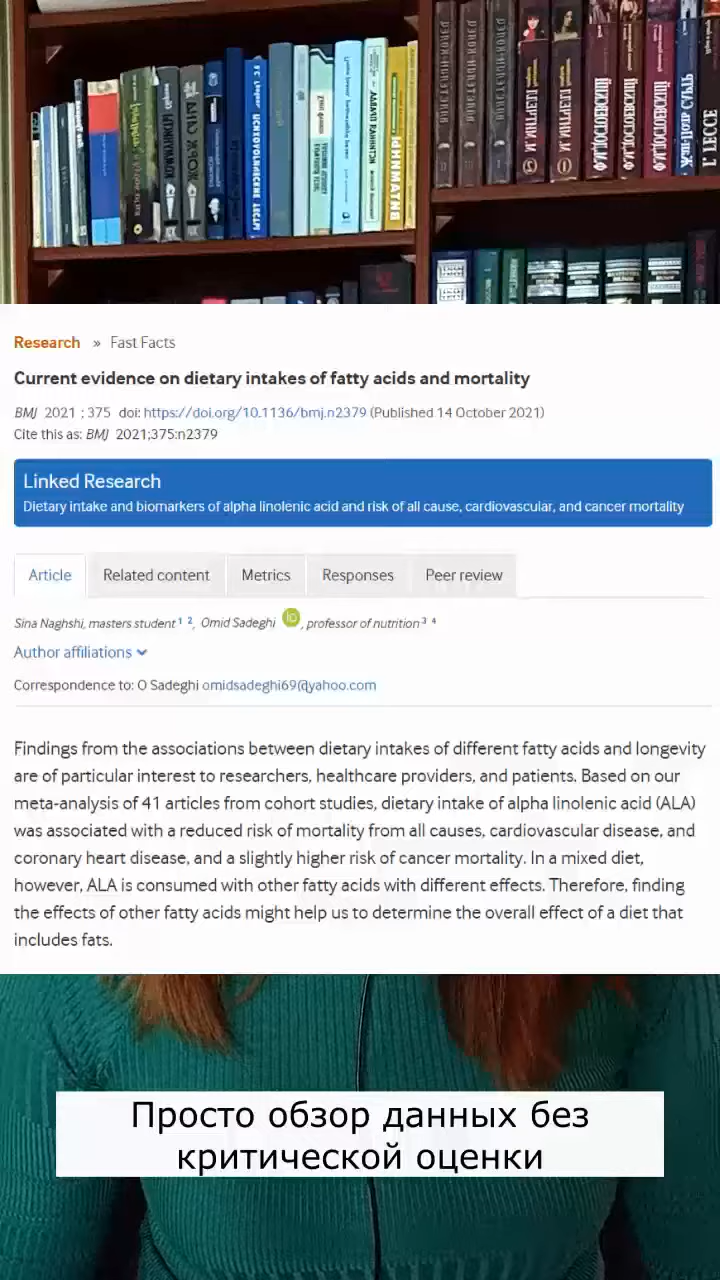 ЧУМА
М. МИТЧЕЛЛ
М. МИТЧЕЛЛ
Research » Fast Facts
Current evidence on dietary intakes of fatty acids and mortality
BMJ 2021 ; 375 doi: https://doi.org/10.1136/bmj.n2379 (Published 14 October 2021)
Cite this as: BMJ 2021;375:n2379
Linked Research
Dietary intake and biomarkers of alpha linolenic acid and risk of all cause, cardiovascular, and cancer mortality
Article Related content Metrics Responses Peer review
Sina Naghshi, masters student 1 2, Omid Sadeghi iD, professor of nutrition 3 4
Author affiliations
Correspondence to: O Sadeghi omidsadeghi69@yahoo.com
Findings from the associations between dietary intakes of different fatty acids and longevity
are of particular interest to researchers, healthcare providers, and patients. Based on our
meta-analysis of 41 articles from cohort studies, dietary intake of alpha linolenic acid (ALA)
was associated with a reduced risk of mortality from all causes, cardiovascular disease, and
coronary heart disease, and a slightly higher risk of cancer mortality. In a mixed diet,
however, ALA is consumed with other fatty acids with different effects. Therefore, finding
the effects of other fatty acids might help us to determine the overall effect of a diet that
includes fats.
Просто обзор данных без
критической оценки